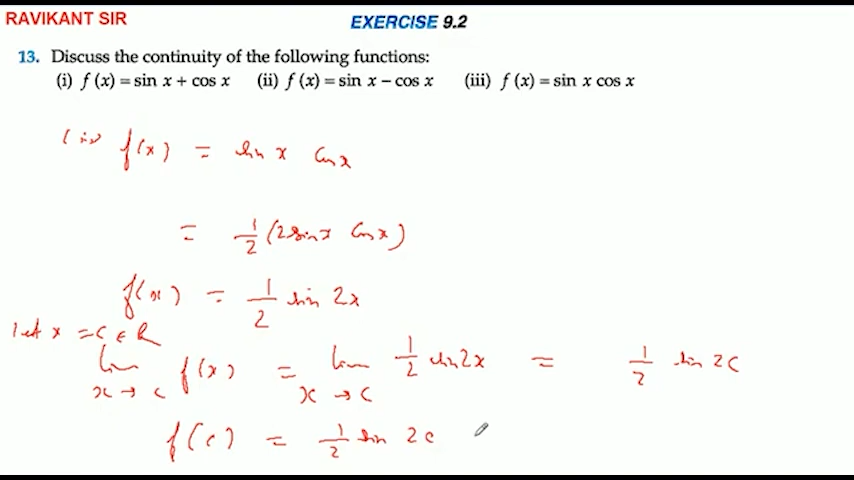 RAVIKANT SIR
EXERCISE 9.2
13. Discuss the continuity of the following functions:
(i) f (x) = sin x + cos x (ii) f (x) = sin x − cos x (iii) f (x) = sin x cos x
f(x) = sin x cos x
= 1/2 (2 sin x cos x)
f(x) = 1/2 sin 2x
let x = c ∈ R
lim x→c f(x) = lim x→c 1/2 sin 2x = 1/2 sin 2c
f(c) = 1/2 sin 2c